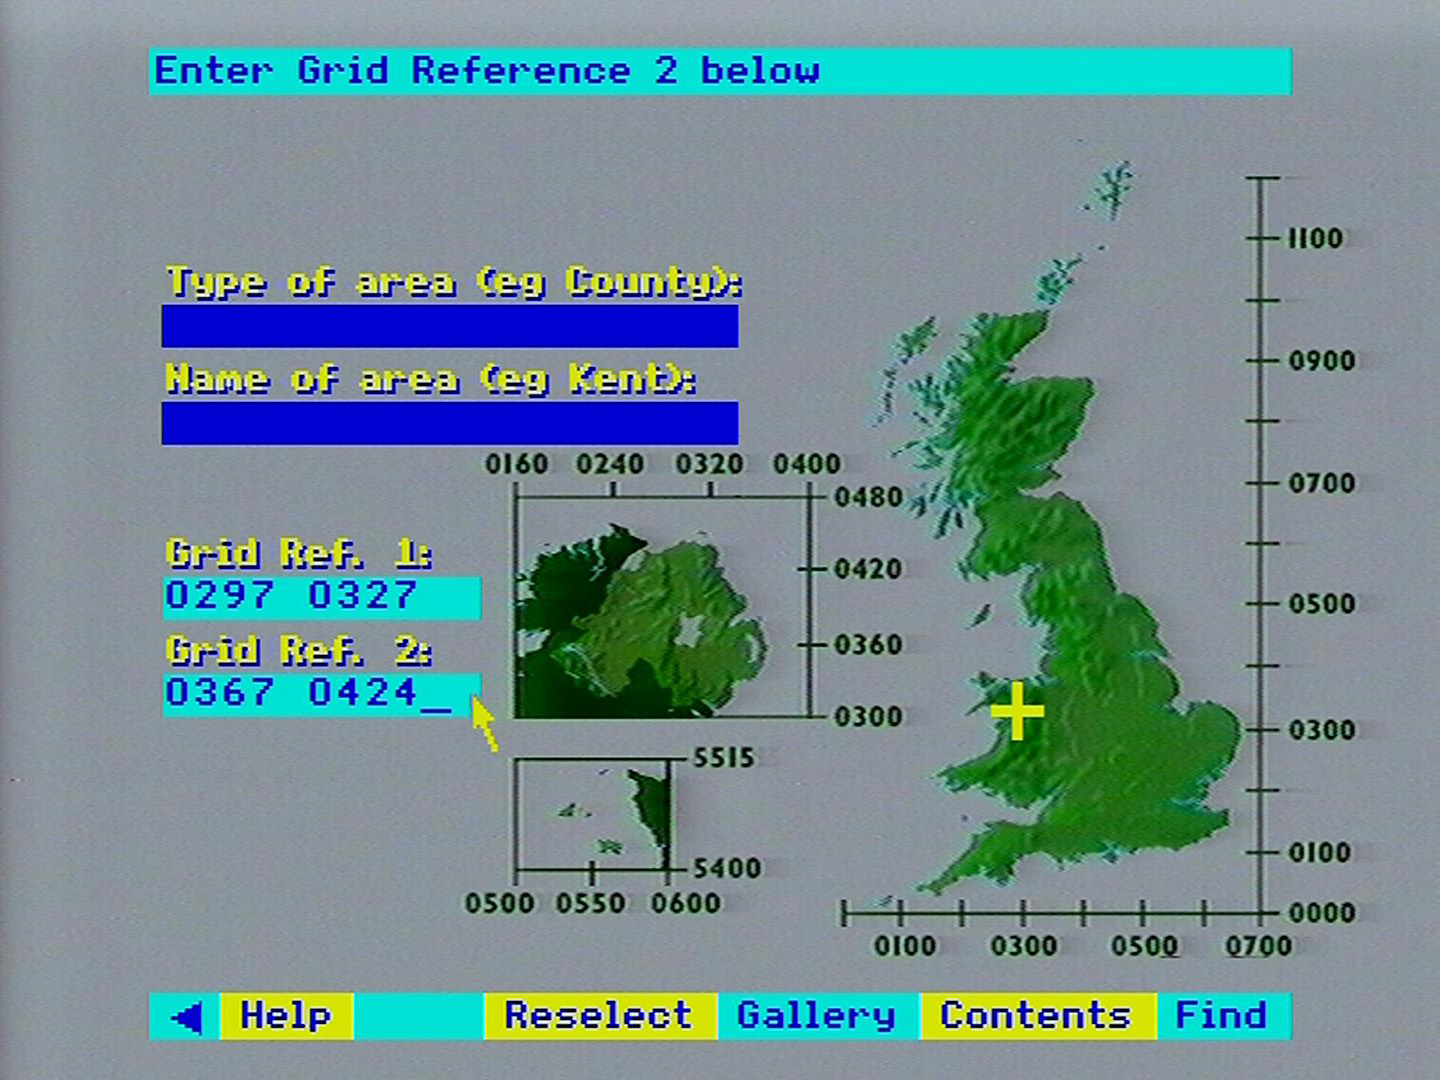 Enter Grid Reference 2 below
Type of area (eg County):
Name of area (eg Kent):
Grid Ref. 1:
0297 0327
Grid Ref. 2:
0367 0424_
0160 0240 0320 0400
0480
0420
0360
0300
5515
5400
0500 0550 0600
1100
0900
0700
0500
0300
0100
0000
0100 0300 0500 0700
Help Reselect Gallery Contents Find